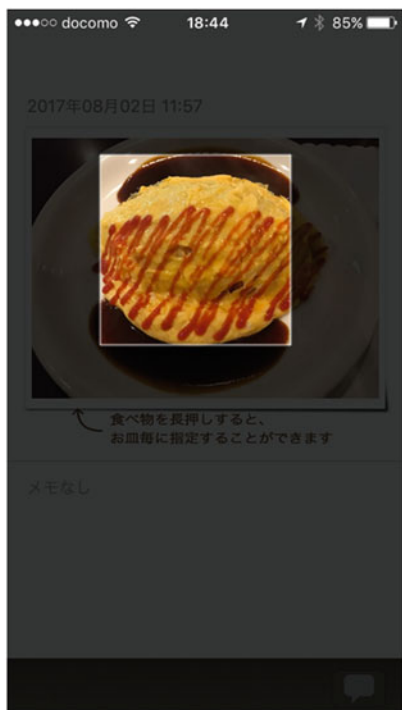 docomo 18:44 85%
2017年08月02日 11:57
食べ物を長押しすると、
お皿毎に指定することができます
メモなし